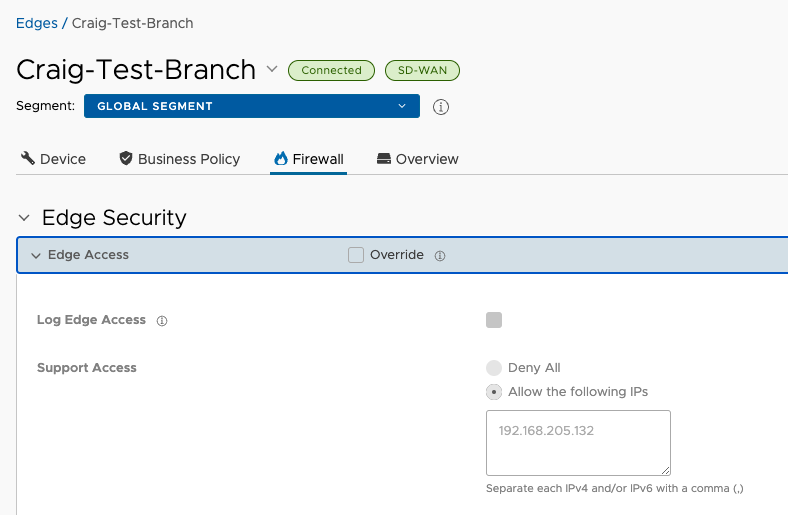 Edges / Craig-Test-Branch
Craig-Test-Branch Connected SD-WAN
Segment: GLOBAL SEGMENT
Device Business Policy Firewall Overview
Edge Security
Edge Access Override
Log Edge Access
Support Access Deny All
Allow the following IPs
192.168.205.132
Separate each IPv4 and/or IPv6 with a comma (,)